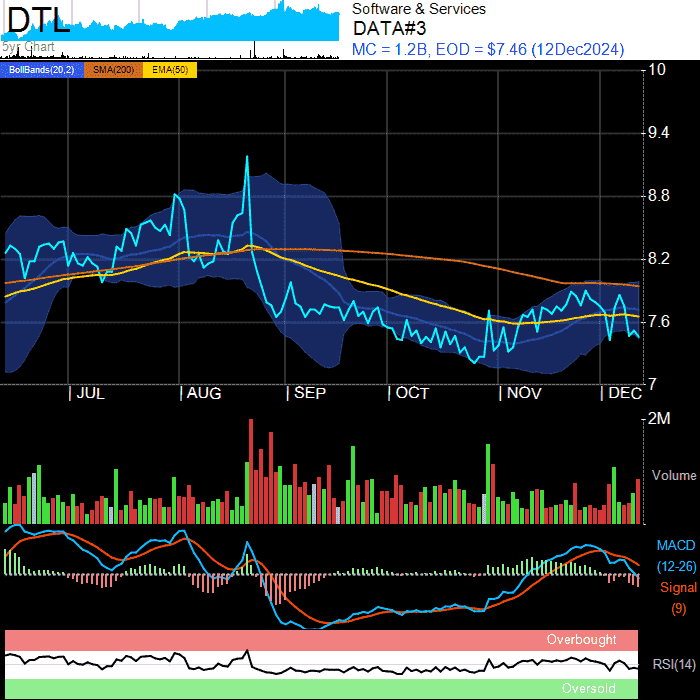 DTL
Software & Services
DATA#3
5yr Chart
MC = 1.2B, EOD = $7.46 (12Dec2024)
BollBands(20,2) SMA(200) EMA(50)
10
9.4
8.8
8.2
7.6
7
JUL AUG SEP OCT NOV DEC
2M
Volume
MACD
(12-26)
Signal
(9)
Overbought
RSI(14)
Oversold